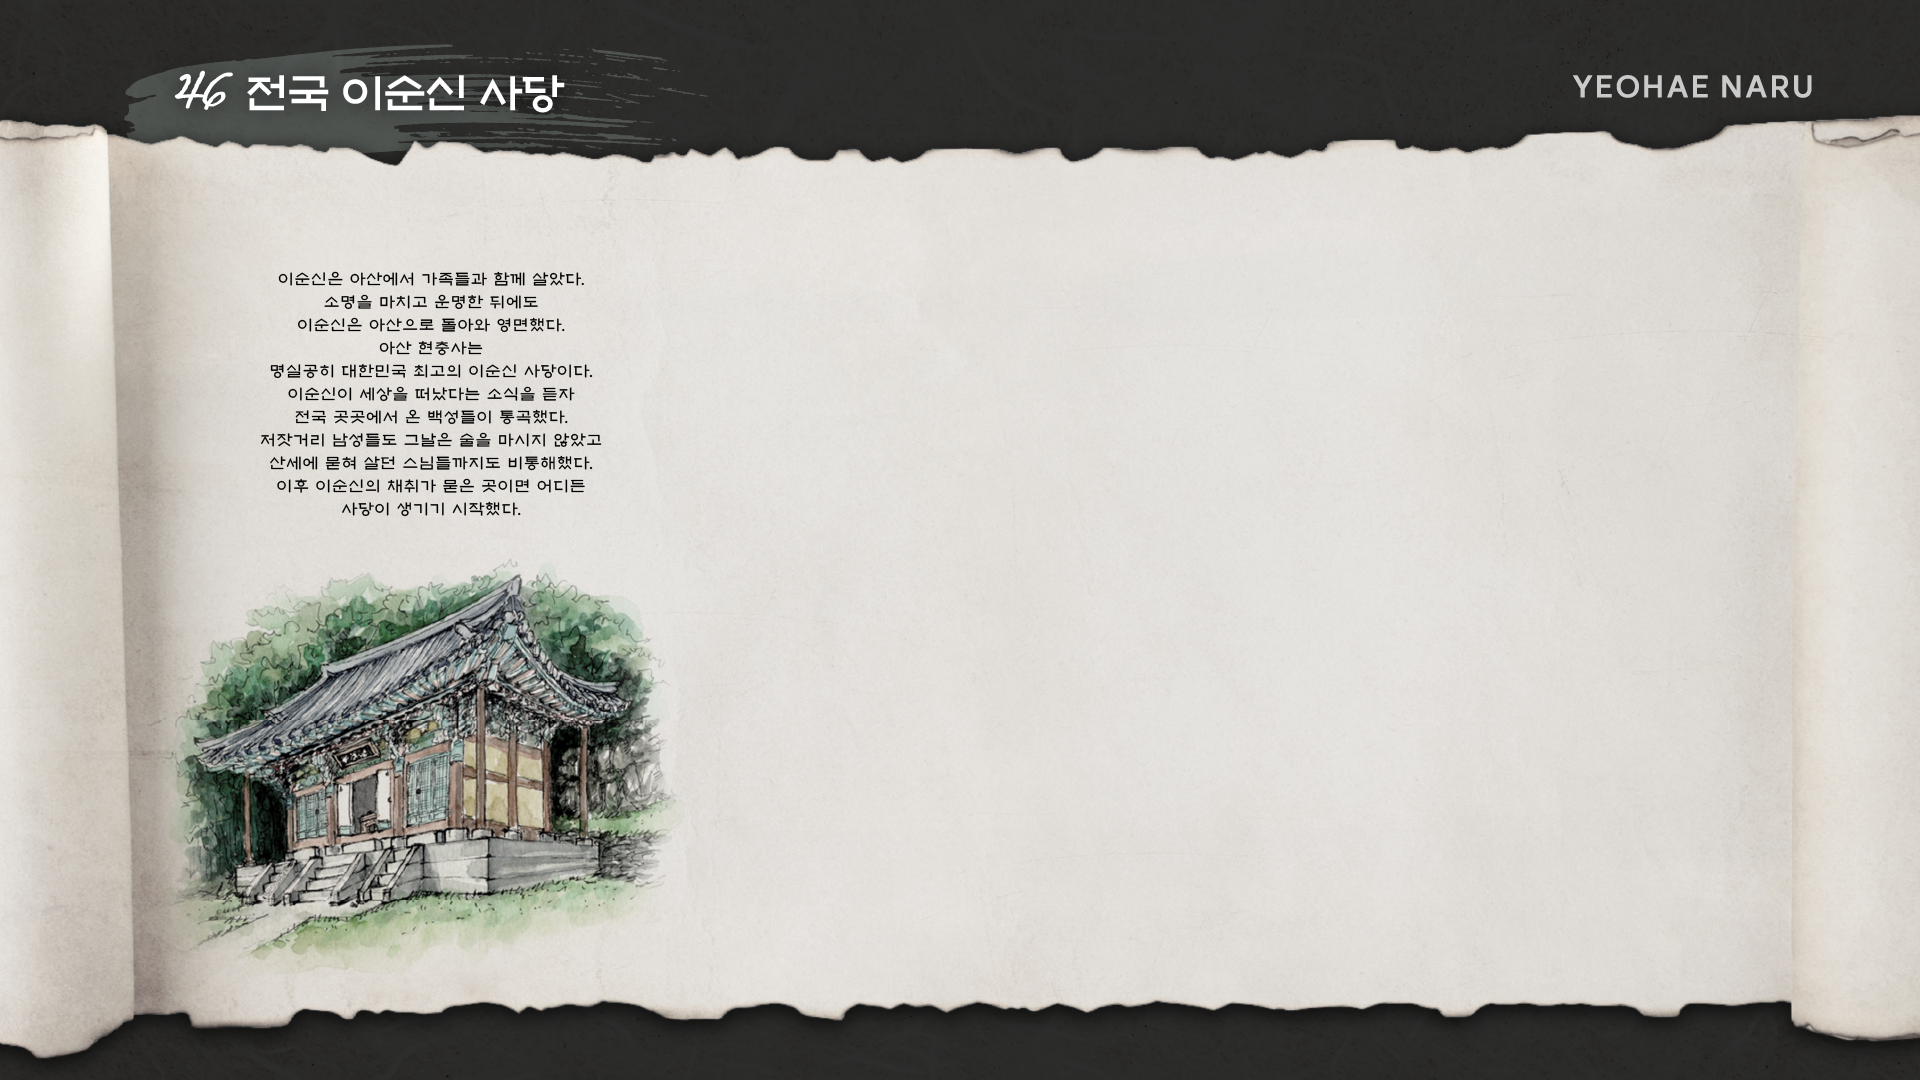 46 전국 이순신 사당
YEOHAE NARU
이순신은 아산에서 가족들과 함께 살았다.
소명을 마치고 운명한 뒤에도
이순신은 아산으로 돌아와 영면했다.
아산 현충사는
명실공히 대한민국 최고의 이순신 사당이다.
이순신이 세상을 떠났다는 소식을 듣자
전국 곳곳에서 온 백성들이 통곡했다.
저잣거리 남성들도 그날은 술을 마시지 않았고
산세에 묻혀 살던 스님들까지도 비통해했다.
이후 이순신의 채취가 묻은 곳이면 어디든
사당이 생기기 시작했다.